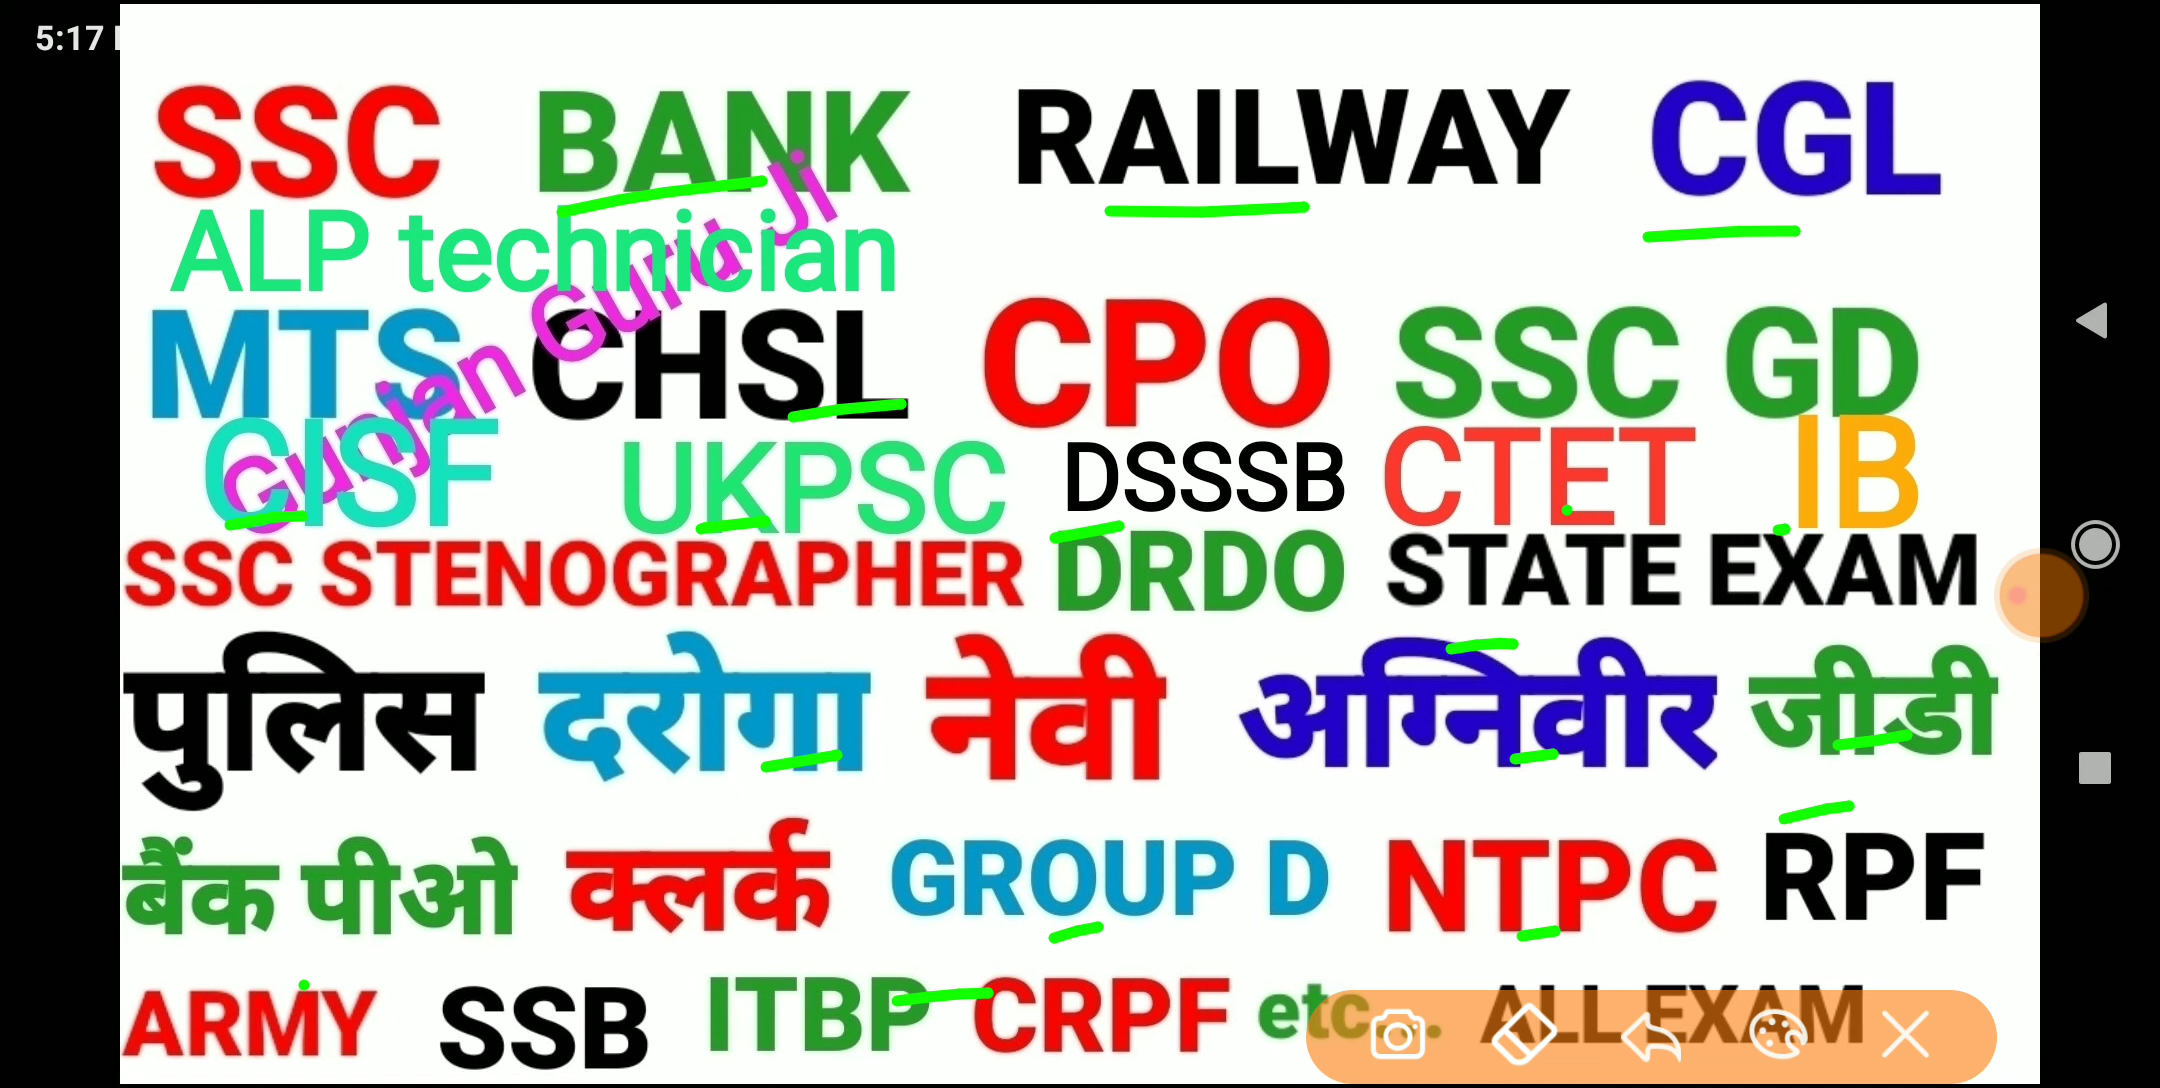 5:17
SSC BANK RAILWAY CGL
ALP technician
Gunjan Guru Ji
MTS CHSL CPO SSC GD
CISF UKPSC DSSSB CTET IB
SSC STENOGRAPHER DRDO STATE EXAM
पुलिस दरोगा नेवी अग्निवीर जीडी
बैंक पीओ क्लर्क GROUP D NTPC RPF
ARMY SSB ITBP CRPF etc... ALL EXAM